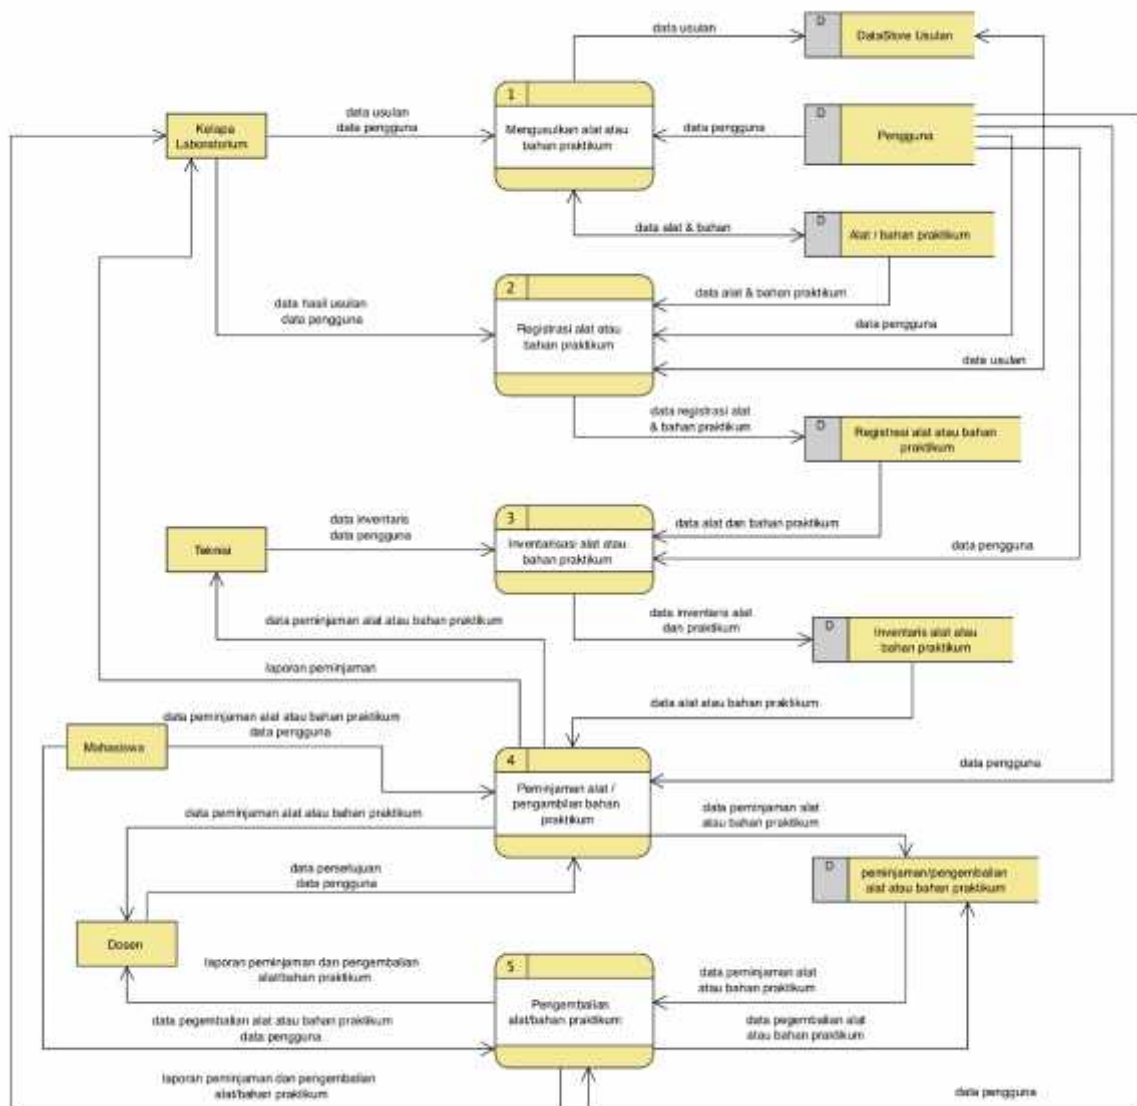 data usulan
D
DataStore Usulan
1
Mengusulkan alat atau
bahan praktikum
Kelapa
Laboratorium
data usulan
data pengguna
data pengguna
D
Pengguna
data alat & bahan
D
Alat / bahan praktikum
2
Registrasi alat atau
bahan praktikum
data hasil usulan
data pengguna
data alat & bahan praktikum
data pengguna
data usulan
data registrasi alat
& bahan praktikum
D
Registrasi alat atau bahan
praktikum
3
Inventarisasi alat atau
bahan praktikum
data inventaris
data pengguna
Teknisi
data alat dan bahan praktikum
data pengguna
data peminjaman alat atau bahan praktikum
data inventaris alat
dan praktikum
D
Inventaris alat atau
bahan praktikum
laporan peminjaman
data alat atau bahan praktikum
data peminjaman alat atau bahan praktikum
data pengguna
Mahasiswa
4
Peminjaman alat /
pengambilan bahan
praktikum
data pengguna
data peminjaman alat atau bahan praktikum
data peminjaman alat
atau bahan praktikum
data persetujuan
data pengguna
D
peminjaman/pengembalian
alat atau bahan praktikum
Dosen
laporan peminjaman dan pengembalian
alat/bahan praktikum
5
Pengembalian
alat/bahan praktikum
data peminjaman alat
atau bahan praktikum
data pegembalian alat atau bahan praktikum
data pengguna
data pegembalian alat
atau bahan praktikum
laporan peminjaman dan pengembalian
alat/bahan praktikum
data pengguna